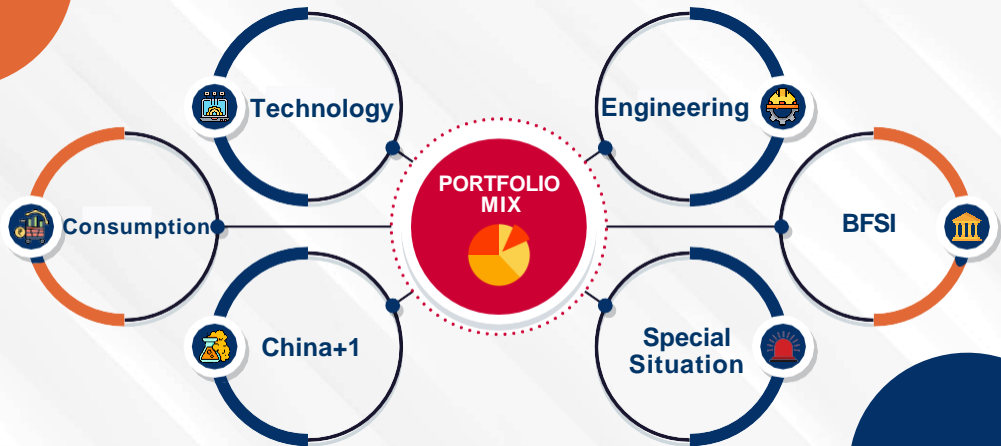 Technology
Engineering
PORTFOLIO
MIX
Consumption
BFSI
China+1
Special
Situation